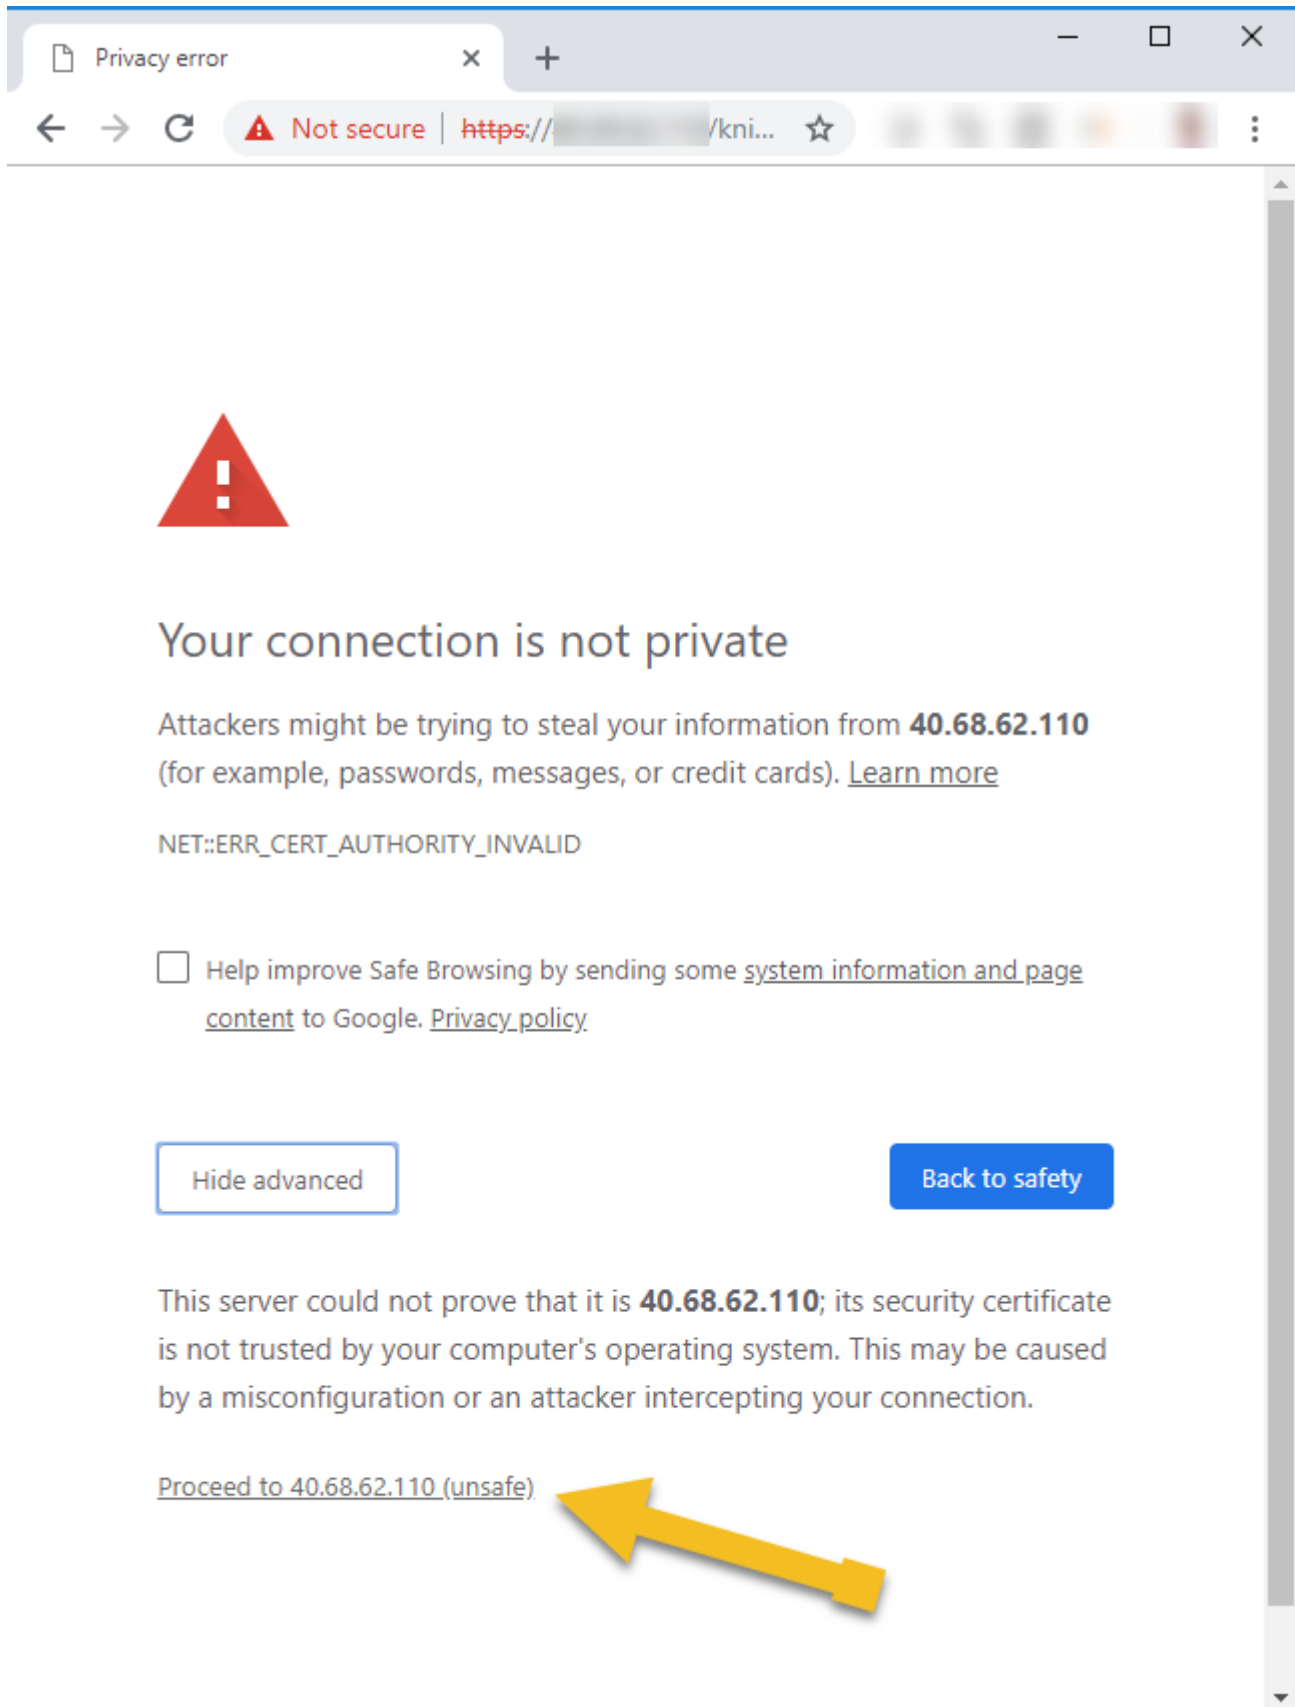 Privacy error
Not secure | https:// /kni...
Your connection is not private
Attackers might be trying to steal your information from 40.68.62.110
(for example, passwords, messages, or credit cards). Learn more
NET::ERR_CERT_AUTHORITY_INVALID
Help improve Safe Browsing by sending some system information and page
content to Google. Privacy policy
Hide advanced
Back to safety
This server could not prove that it is 40.68.62.110; its security certificate
is not trusted by your computer's operating system. This may be caused
by a misconfiguration or an attacker intercepting your connection.
Proceed to 40.68.62.110 (unsafe)